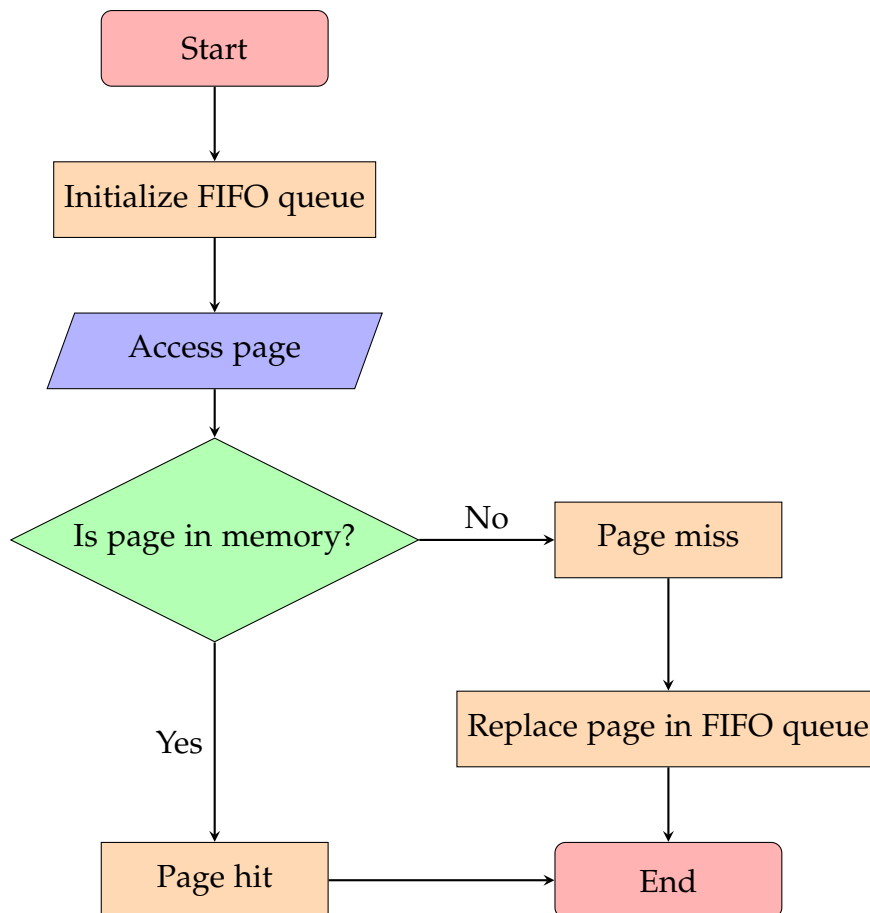 Start
Initialize FIFO queue
Access page
Is page in memory?
No
Page miss
Replace page in FIFO queue
Yes
Page hit
End